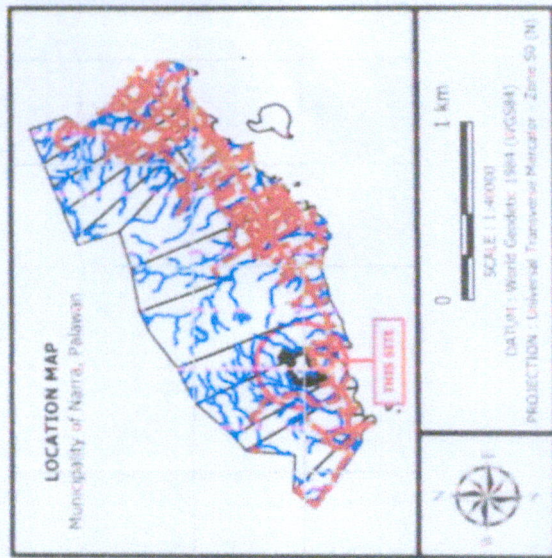 LOCATION MAP
Municipality of Narra, Palawan
THIS SITE
0 1 km
SCALE : 1:40000
DATUM : World Geodetic 1984 (WGS84)
PROJECTION : Universal Transverse Mercator - Zone 50 (N)
N
W E
S